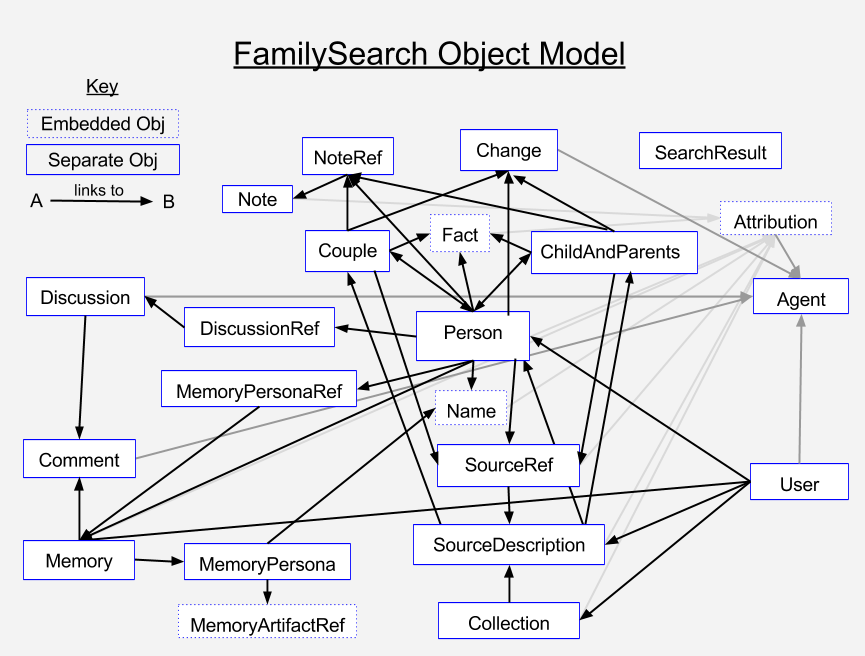 FamilySearch Object Model
Key
Embedded Obj
Separate Obj
A links to B
NoteRef
Change
SearchResult
Note
Attribution
Couple
Fact
ChildAndParents
Discussion
Agent
DiscussionRef
Person
MemoryPersonaRef
Name
Comment
SourceRef
User
Memory
MemoryPersona
SourceDescription
MemoryArtifactRef
Collection